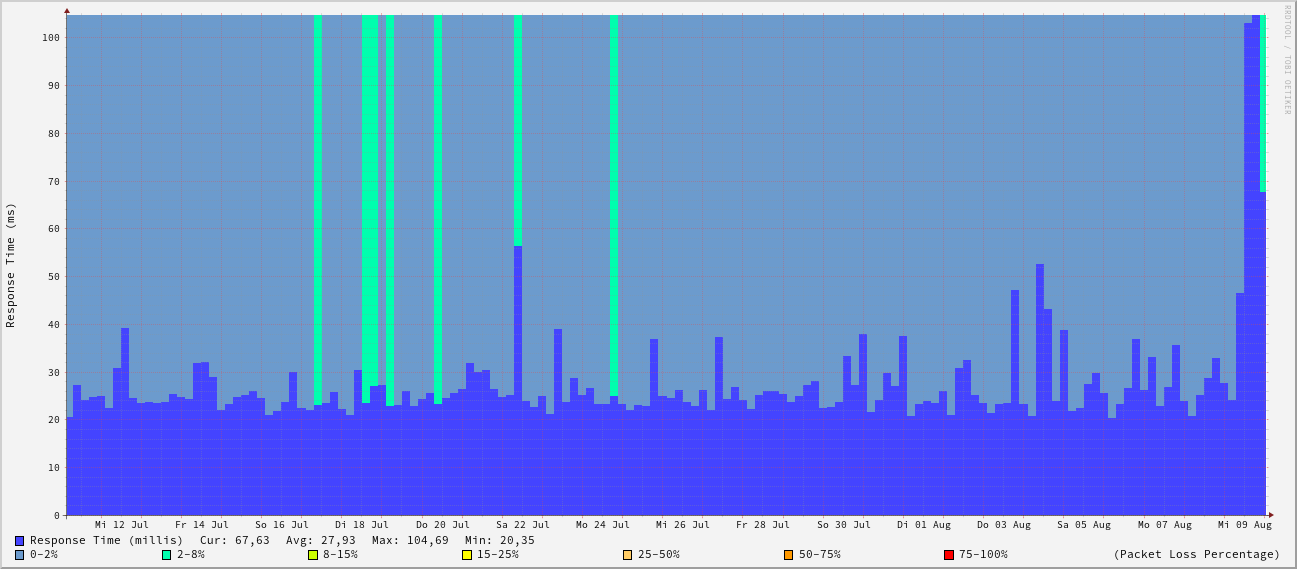 RRDTOOL / TOBI OETIKER
Response Time (ms)
100
90
80
70
60
50
40
30
20
10
0
Mi 12 Jul Fr 14 Jul So 16 Jul Di 18 Jul Do 20 Jul Sa 22 Jul Mo 24 Jul Mi 26 Jul Fr 28 Jul So 30 Jul Di 01 Aug Do 03 Aug Sa 05 Aug Mo 07 Aug Mi 09 Aug
Response Time (millis) Cur: 67,63 Avg: 27,93 Max: 104,69 Min: 20,35
0-2% 2-8% 8-15% 15-25% 25-50% 50-75% 75-100% (Packet Loss Percentage)